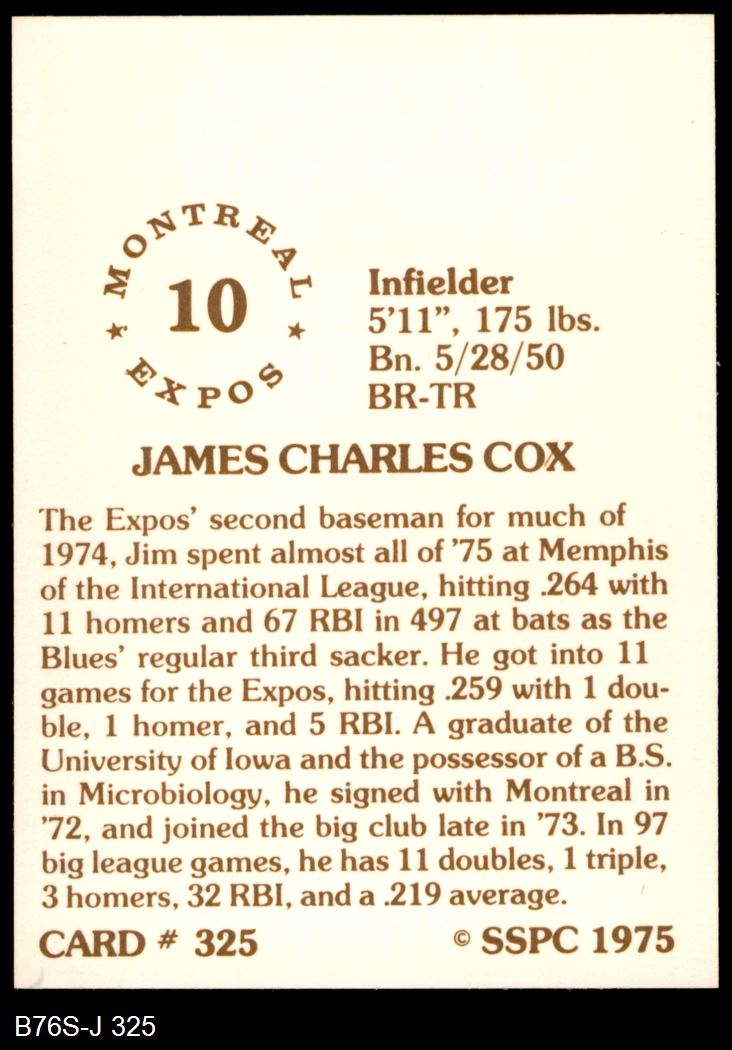 MONTREAL
10
EXPOS
Infielder
5'11”, 175 lbs.
Bn. 5/28/50
BR-TR
JAMES CHARLES COX
The Expos' second baseman for much of
1974, Jim spent almost all of '75 at Memphis
of the International League, hitting .264 with
11 homers and 67 RBI in 497 at bats as the
Blues' regular third sacker. He got into 11
games for the Expos, hitting .259 with 1 dou-
ble, 1 homer, and 5 RBI. A graduate of the
University of Iowa and the possessor of a B.S.
in Microbiology, he signed with Montreal in
'72, and joined the big club late in '73. In 97
big league games, he has 11 doubles, 1 triple,
3 homers, 32 RBI, and a .219 average.
CARD # 325 © SSPC 1975
B76S-J 325